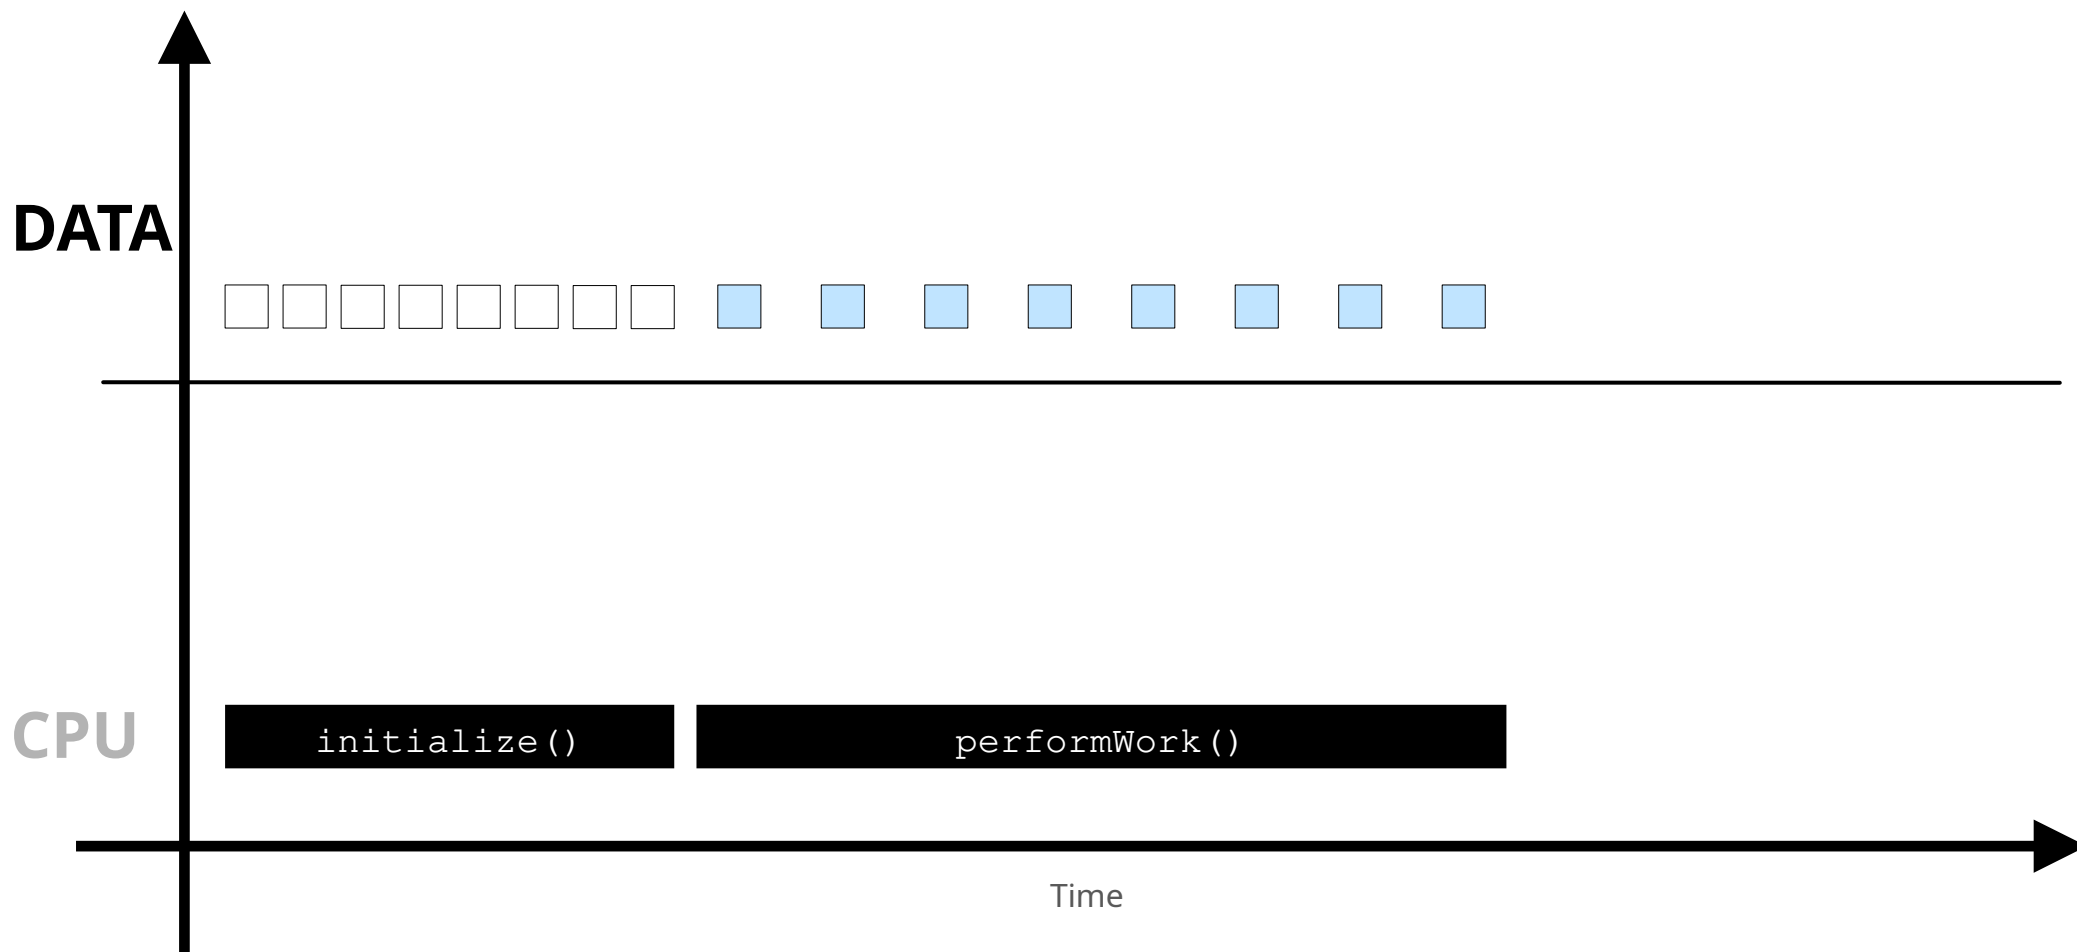 DATA
CPU
initialize()
performWork()
Time